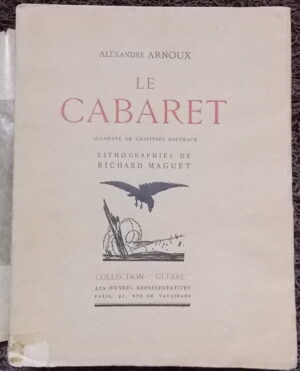 ALEXANDRE ARNOUX
LE
CABARET
AUGMENTÉ DE CHAPITRES NOUVEAUX
LITHOGRAPHIES DE
RICHARD MAGUET
COLLECTION "GUERRE"
LES ŒUVRES REPRÉSENTATIVES
PARIS, 41, RUE DE VAUGIRARD